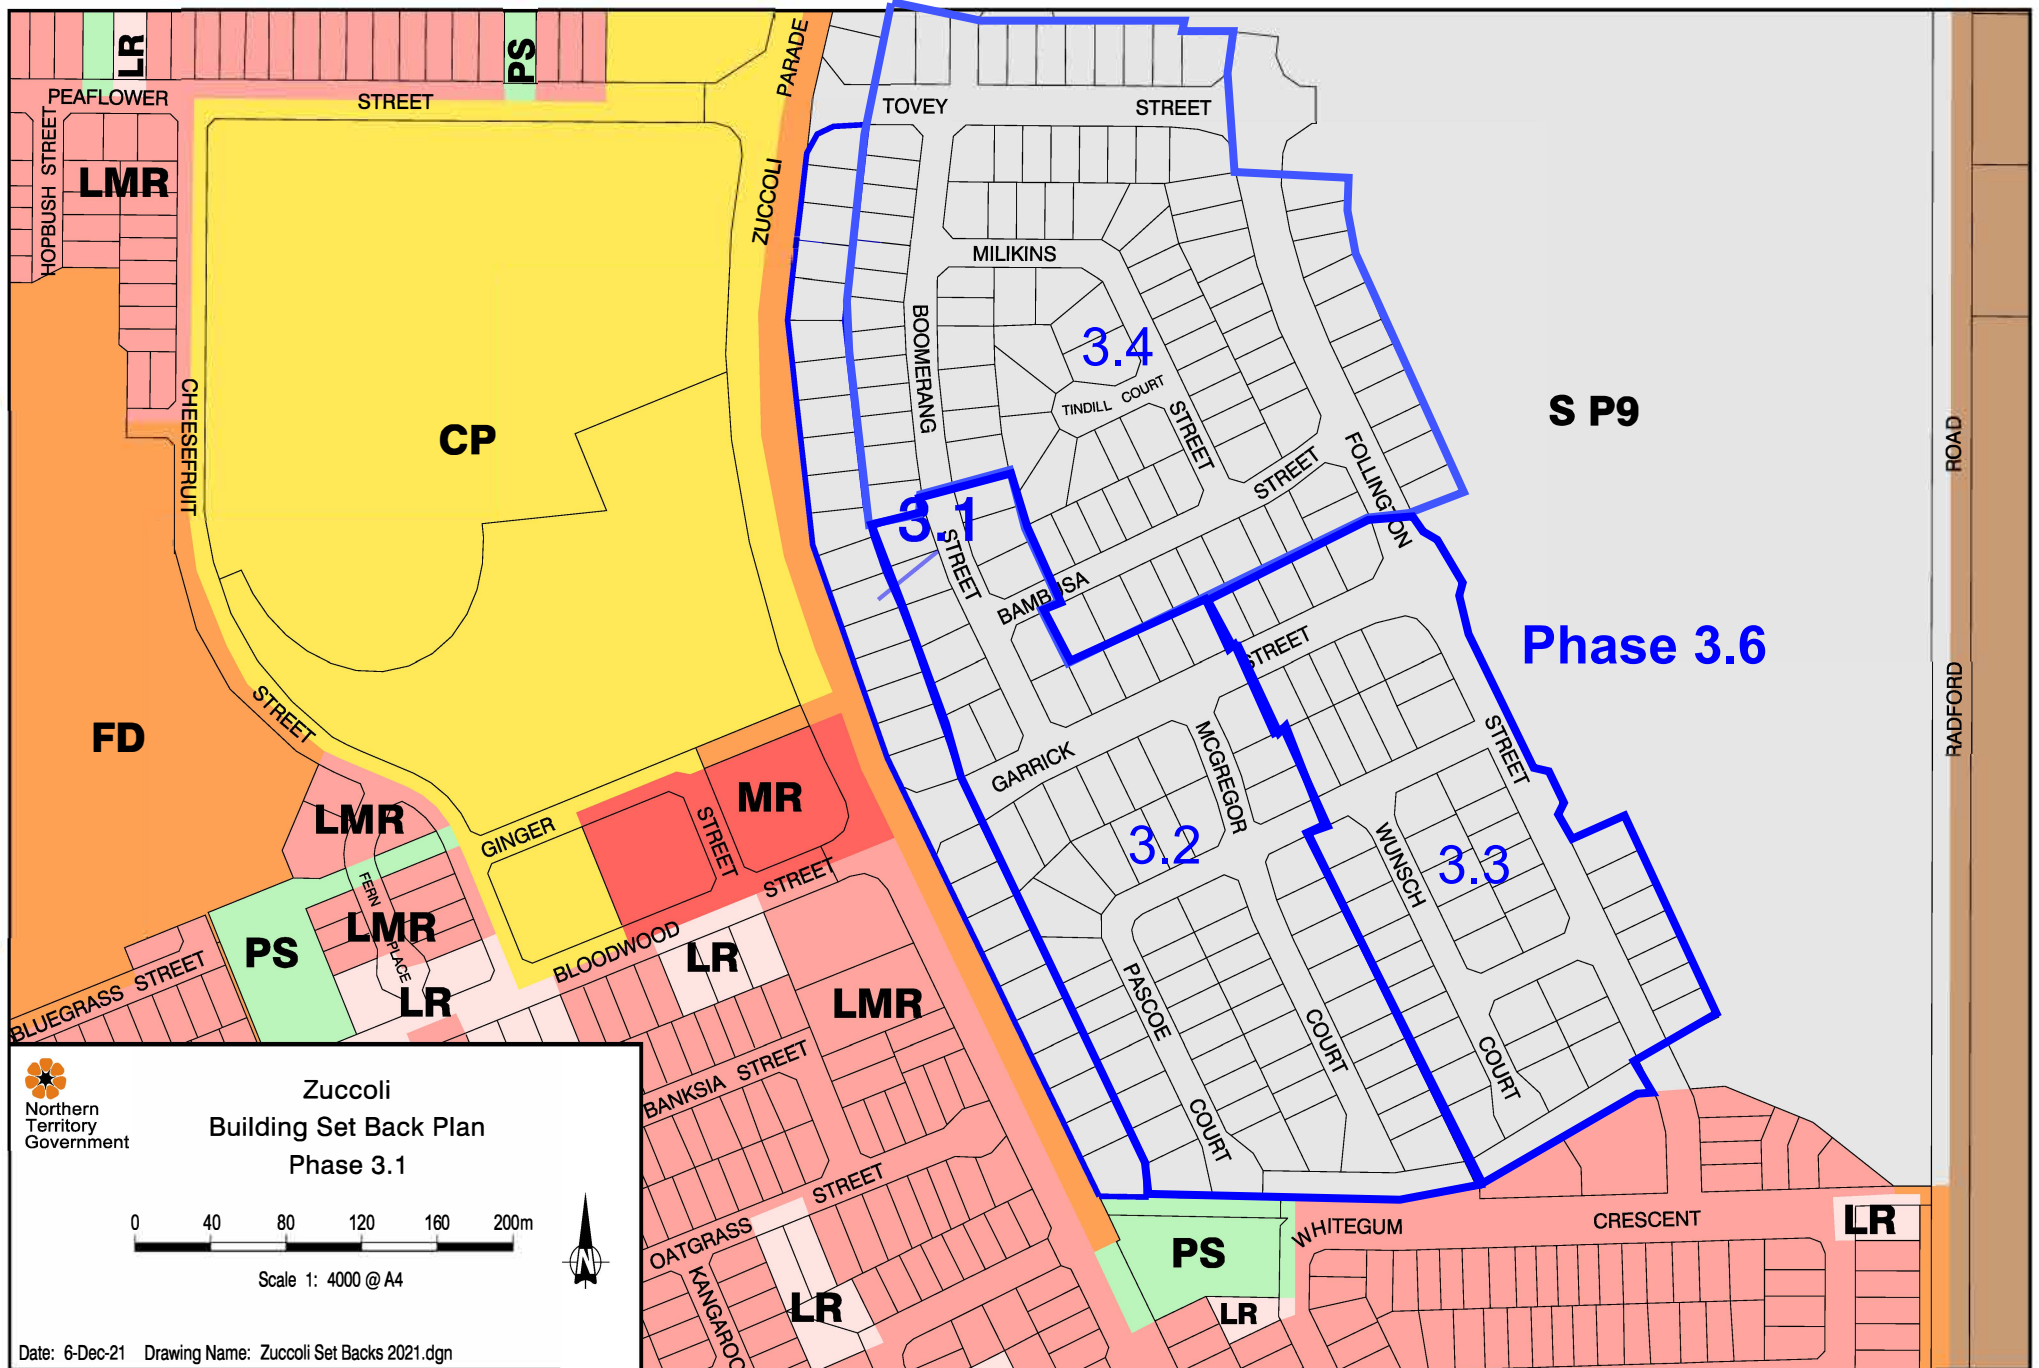 LR
PS
PARADE
PEAFLOWER
STREET
TOVEY
STREET
HOPBUSH STREET
LMR
ZUCCOLI
MILIKINS
BOOMERANG
3.4
TINDILL COURT
STREET
S P9
CHEESEFRUIT
CP
FOLLINGTON
STREET
ROAD
3.1
STREET
BAMBUSA
STREET
Phase 3.6
RADFORD
STREET
FD
MCGREGOR
STREET
GARRICK
MR
LMR
GINGER
STREET
3.2
WUNSCH
3.3
STREET
FERN
PLACE
LMR
PS
BLOODWOOD
LR
BLUEGRASS STREET
LR
LMR
PASCOE
COURT
COURT
COURT
BANKSIA STREET
Northern
Territory
Government
Zuccoli
Building Set Back Plan
Phase 3.1
0 40 80 120 160 200m
Scale 1: 4000 @ A4
N
Date: 6-Dec-21 Drawing Name: Zuccoli Set Backs 2021.dgn
OATGRASS STREET
KANGAROO
LR
PS
LR
WHITEGUM CRESCENT
LR